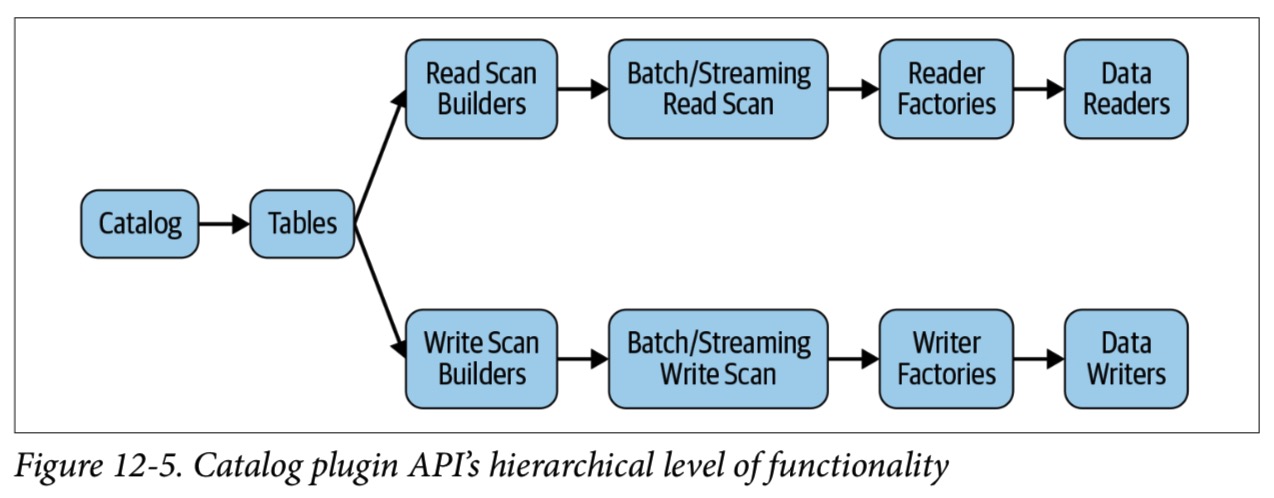 Read Scan
Builders
Batch/Streaming
Read Scan
Reader
Factories
Data
Readers
Catalog
Tables
Write Scan
Builders
Batch/Streaming
Write Scan
Writer
Factories
Data
Writers
Figure 12-5. Catalog plugin API’s hierarchical level of functionality